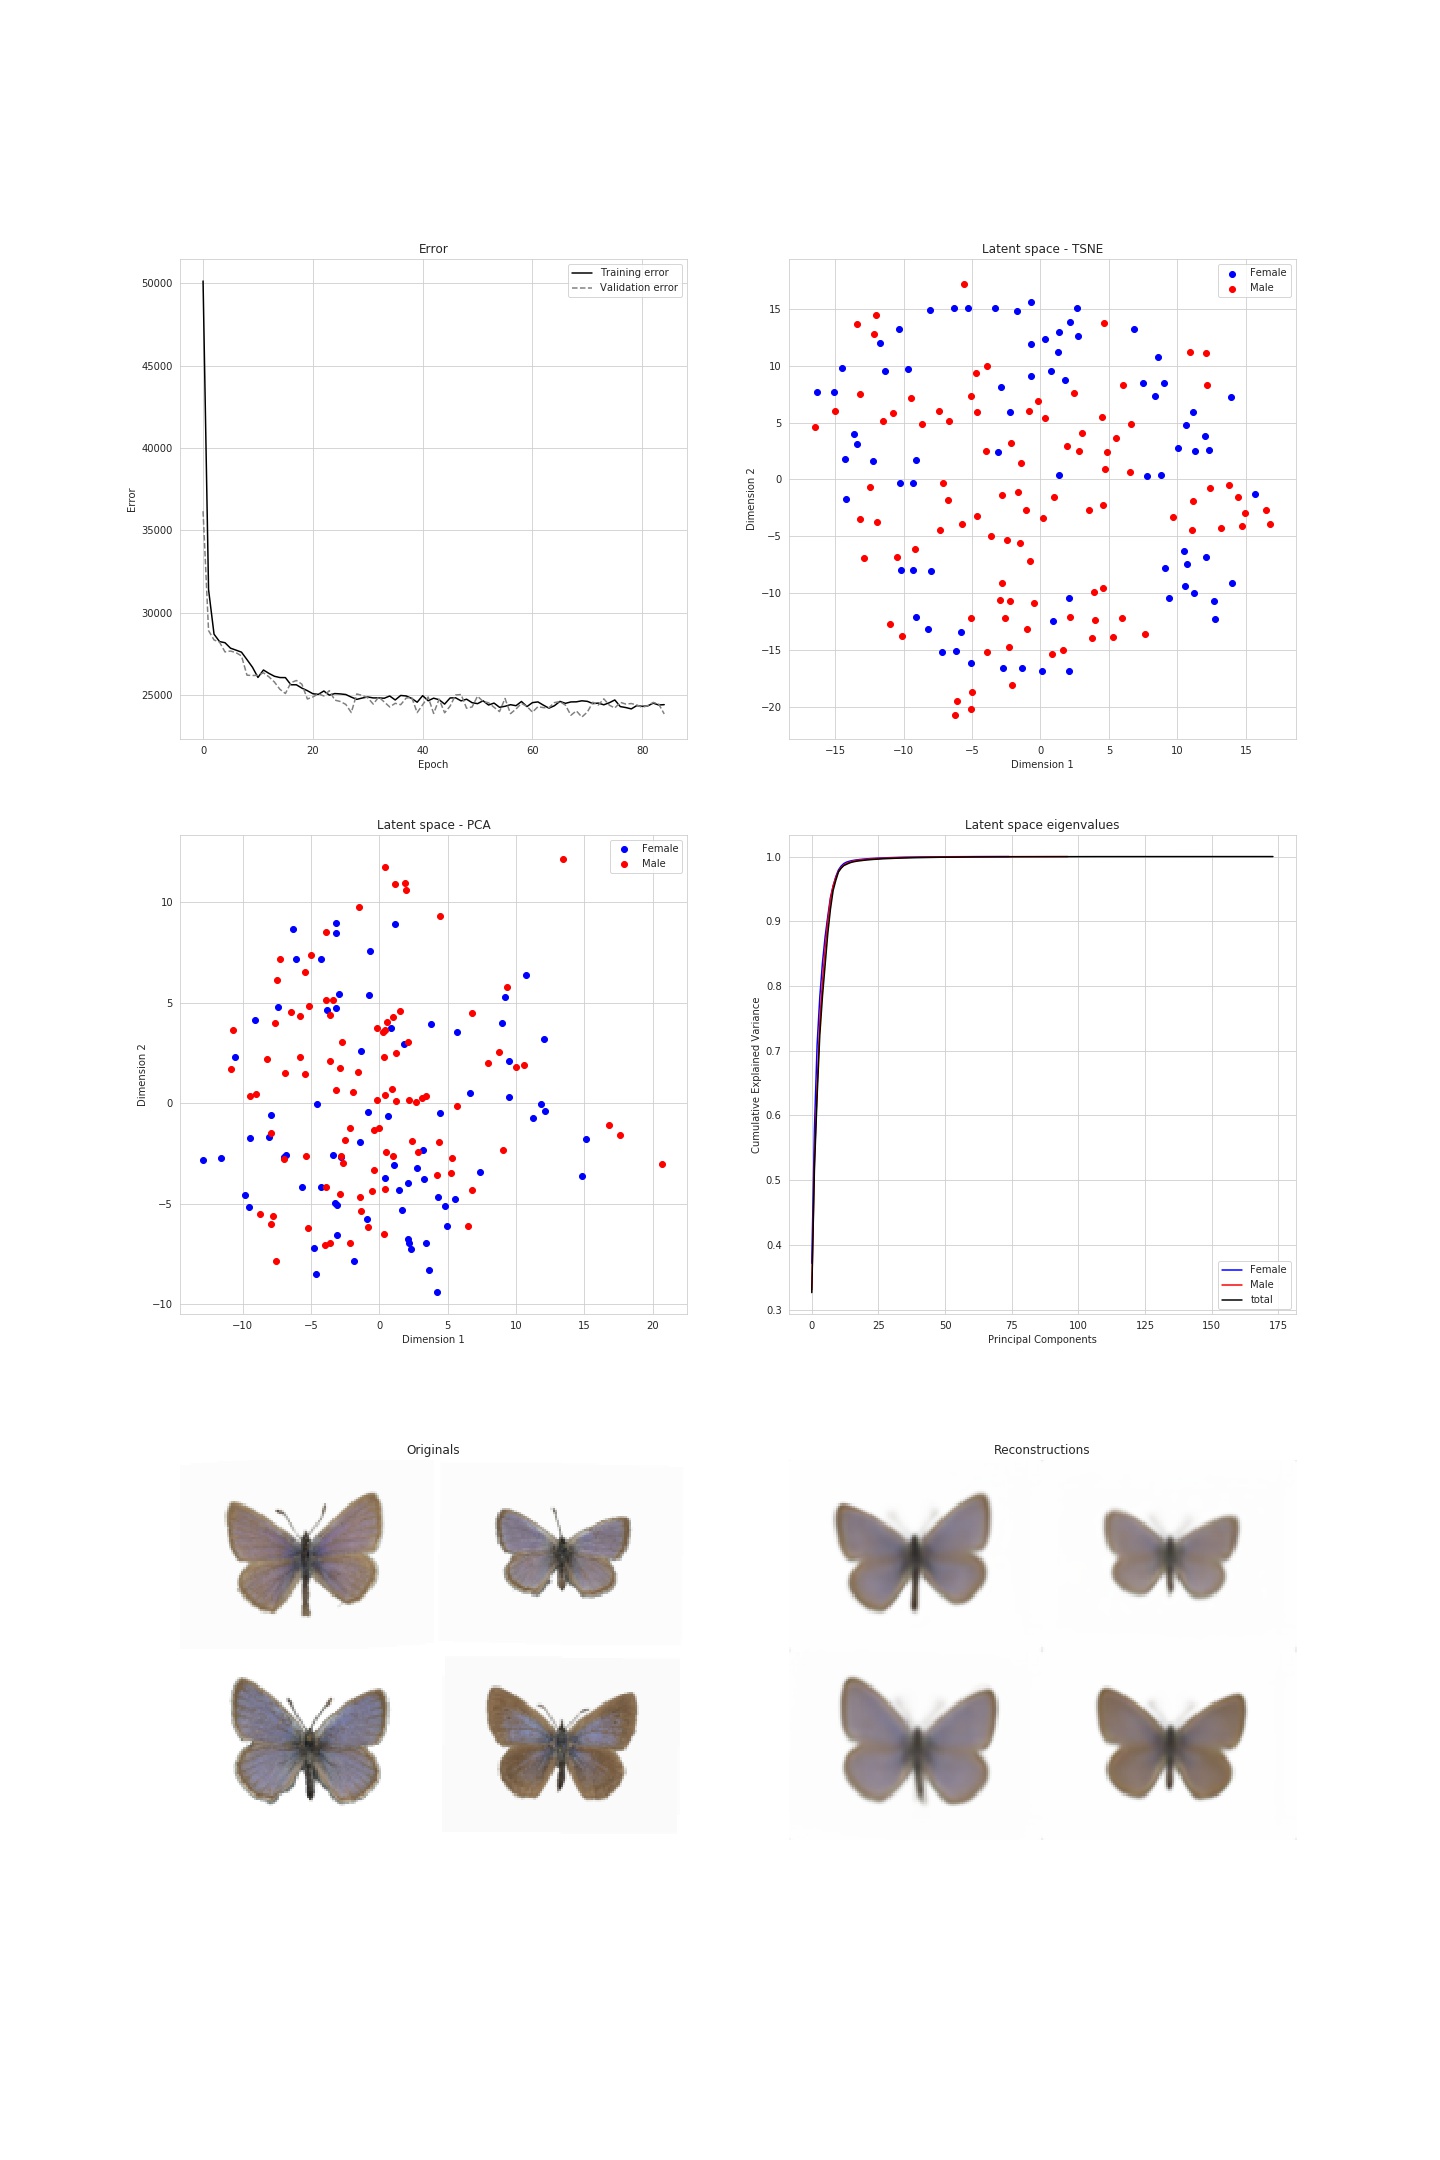 Error
Training error
Validation error
50000
45000
40000
35000
30000
25000
Error
0 20 40 60 80
Epoch
Latent space - TSNE
Female
Male
15
10
5
0
−5
−10
−15
−20
Dimension 2
−15 −10 −5 0 5 10 15
Dimension 1
Latent space - PCA
Female
Male
10
5
0
−5
−10
Dimension 2
−10 −5 0 5 10 15 20
Dimension 1
Latent space eigenvalues
1.0
0.9
0.8
0.7
0.6
0.5
0.4
0.3
Cumulative Explained Variance
Female
Male
total
0 25 50 75 100 125 150 175
Principal Components
Originals
Reconstructions